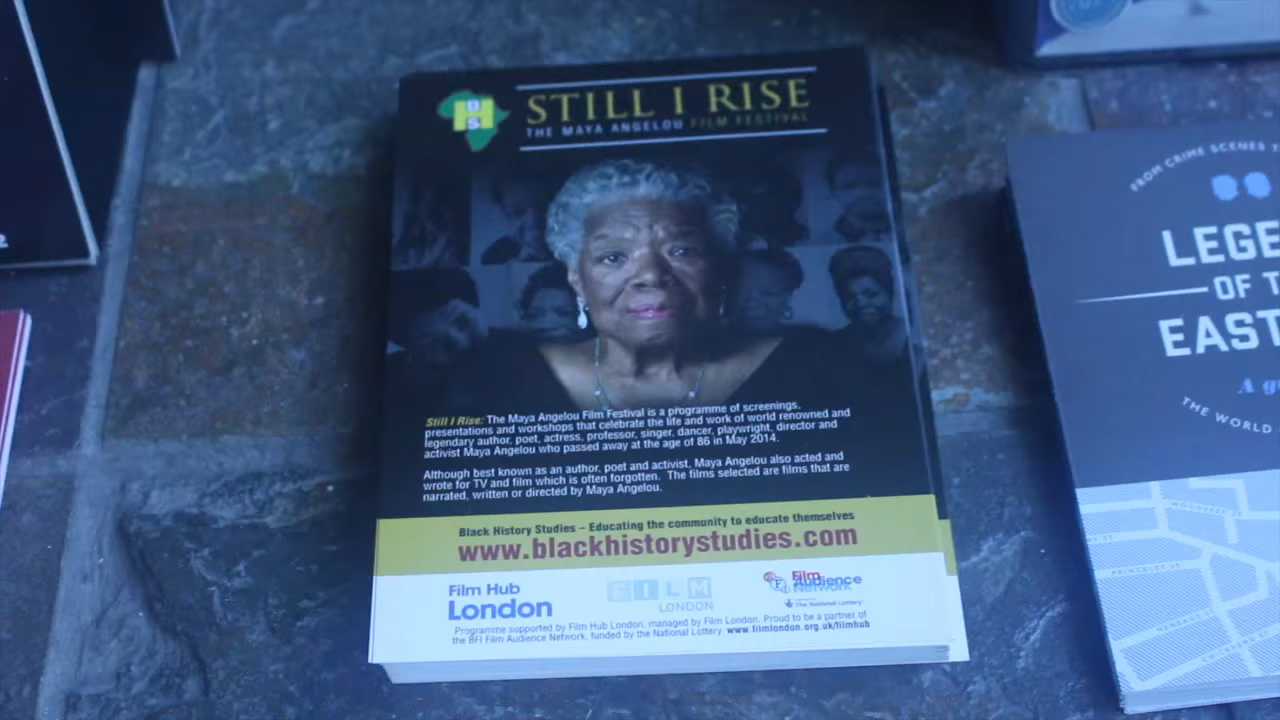 B
H
S
STILL I RISE
THE MAYA ANGELOU FILM FESTIVAL
Still I Rise: The Maya Angelou Film Festival is a programme of screenings,
presentations and workshops that celebrate the life and work of world renowned and
legendary author, poet, actress, professor, singer, dancer, playwright, director and
activist Maya Angelou who passed away at the age of 86 in May 2014.
Although best known as an author, poet and activist, Maya Angelou also acted and
wrote for TV and film which is often forgotten. The films selected are films that are
narrated, written or directed by Maya Angelou.
Black History Studies – Educating the community to educate themselves
www.blackhistorystudies.com
Film Hub
London
FILM
LONDON
BFI
Film
Audience
Network
The National Lottery
Programme supported by Film Hub London, managed by Film London. Proud to be a partner of
the BFI Film Audience Network, funded by the National Lottery. www.filmlondon.org.uk/filmhub
FROM CRIME SCENES
LEGE
OF T
EAST
A g
THE WORLD
PRINCELET ST